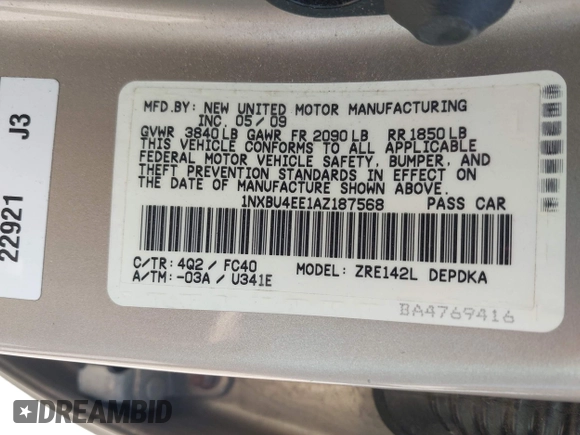 MFD.BY: NEW UNITED MOTOR MANUFACTURING
INC. 05/09
GVWR 3840LB GAWR FR 2090LB RR1850LB
THIS VEHICLE CONFORMS TO ALL APPLICABLE
FEDERAL MOTOR VEHICLE SAFETY, BUMPER, AND
THEFT PREVENTION STANDARDS IN EFFECT ON
THE DATE OF MANUFACTURE SHOWN ABOVE.
1NXBU4EE1AZ187568 PASS CAR
C/TR: 4Q2 / FC40
A/TM: -03A / U341E
MODEL: ZRE142L DEPDKA
BA4769416
22921 J3
DREAMBID